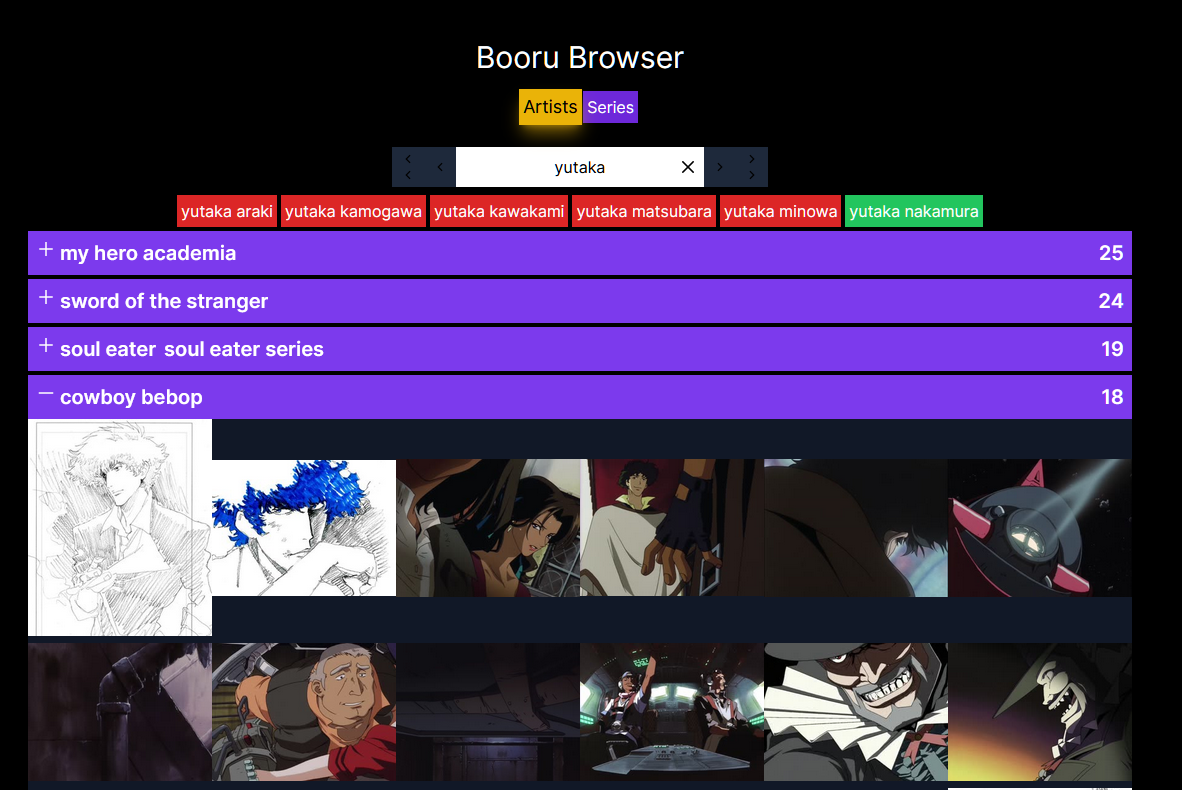 Booru Browser
Artists Series
yutaka
yutaka araki yutaka kamogawa yutaka kawakami yutaka matsubara yutaka minowa yutaka nakamura
my hero academia 25
sword of the stranger 24
soul eater soul eater series 19
cowboy bebop 18